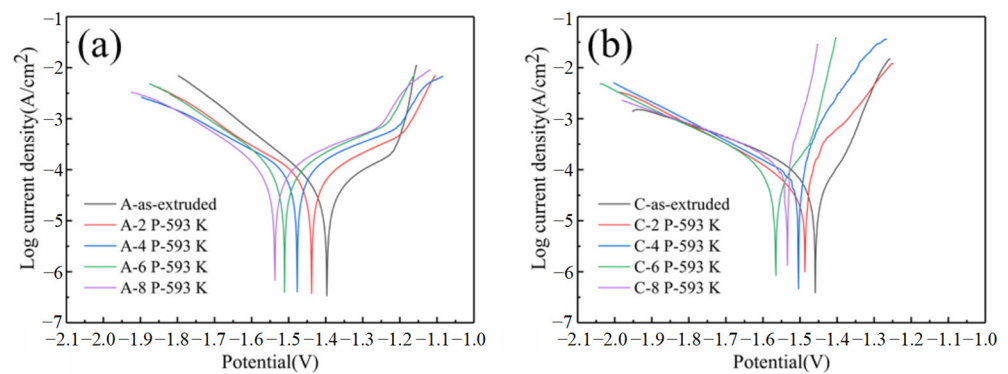 (a)
Log current density(A/cm2)
−1
−2
−3
−4
−5
−6
−7
A-as-extruded
A-2 P-593 K
A-4 P-593 K
A-6 P-593 K
A-8 P-593 K
−2.1 −2.0 −1.9 −1.8 −1.7 −1.6 −1.5 −1.4 −1.3 −1.2 −1.1 −1.0
Potential(V)
(b)
Log current density(A/cm2)
−1
−2
−3
−4
−5
−6
−7
C-as-extruded
C-2 P-593 K
C-4 P-593 K
C-6 P-593 K
C-8 P-593 K
−2.1 −2.0 −1.9 −1.8 −1.7 −1.6 −1.5 −1.4 −1.3 −1.2 −1.1 −1.0
Potential(V)